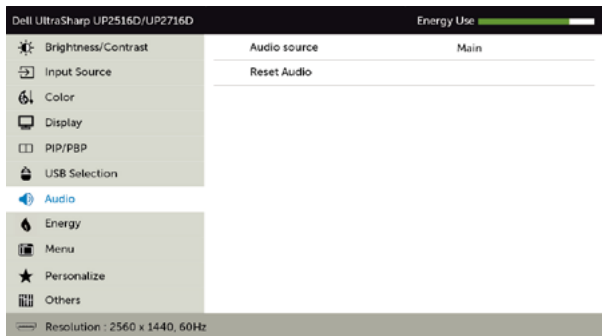 Dell UltraSharp UP2516D/UP2716D Energy Use
Brightness/Contrast Audio source Main
Input Source Reset Audio
Color
Display
PIP/PBP
USB Selection
Audio
Energy
Menu
Personalize
Others
Resolution : 2560 x 1440, 60Hz